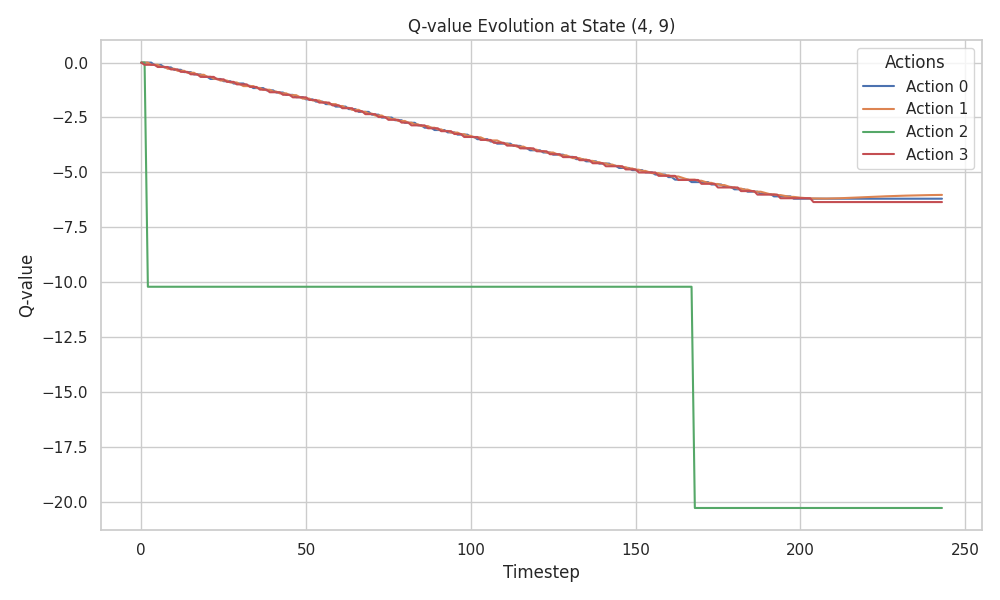 Q-value Evolution at State (4, 9)
Actions
Action 0
Action 1
Action 2
Action 3
Q-value
0.0
−2.5
−5.0
−7.5
−10.0
−12.5
−15.0
−17.5
−20.0
0
50
100
150
200
250
Timestep